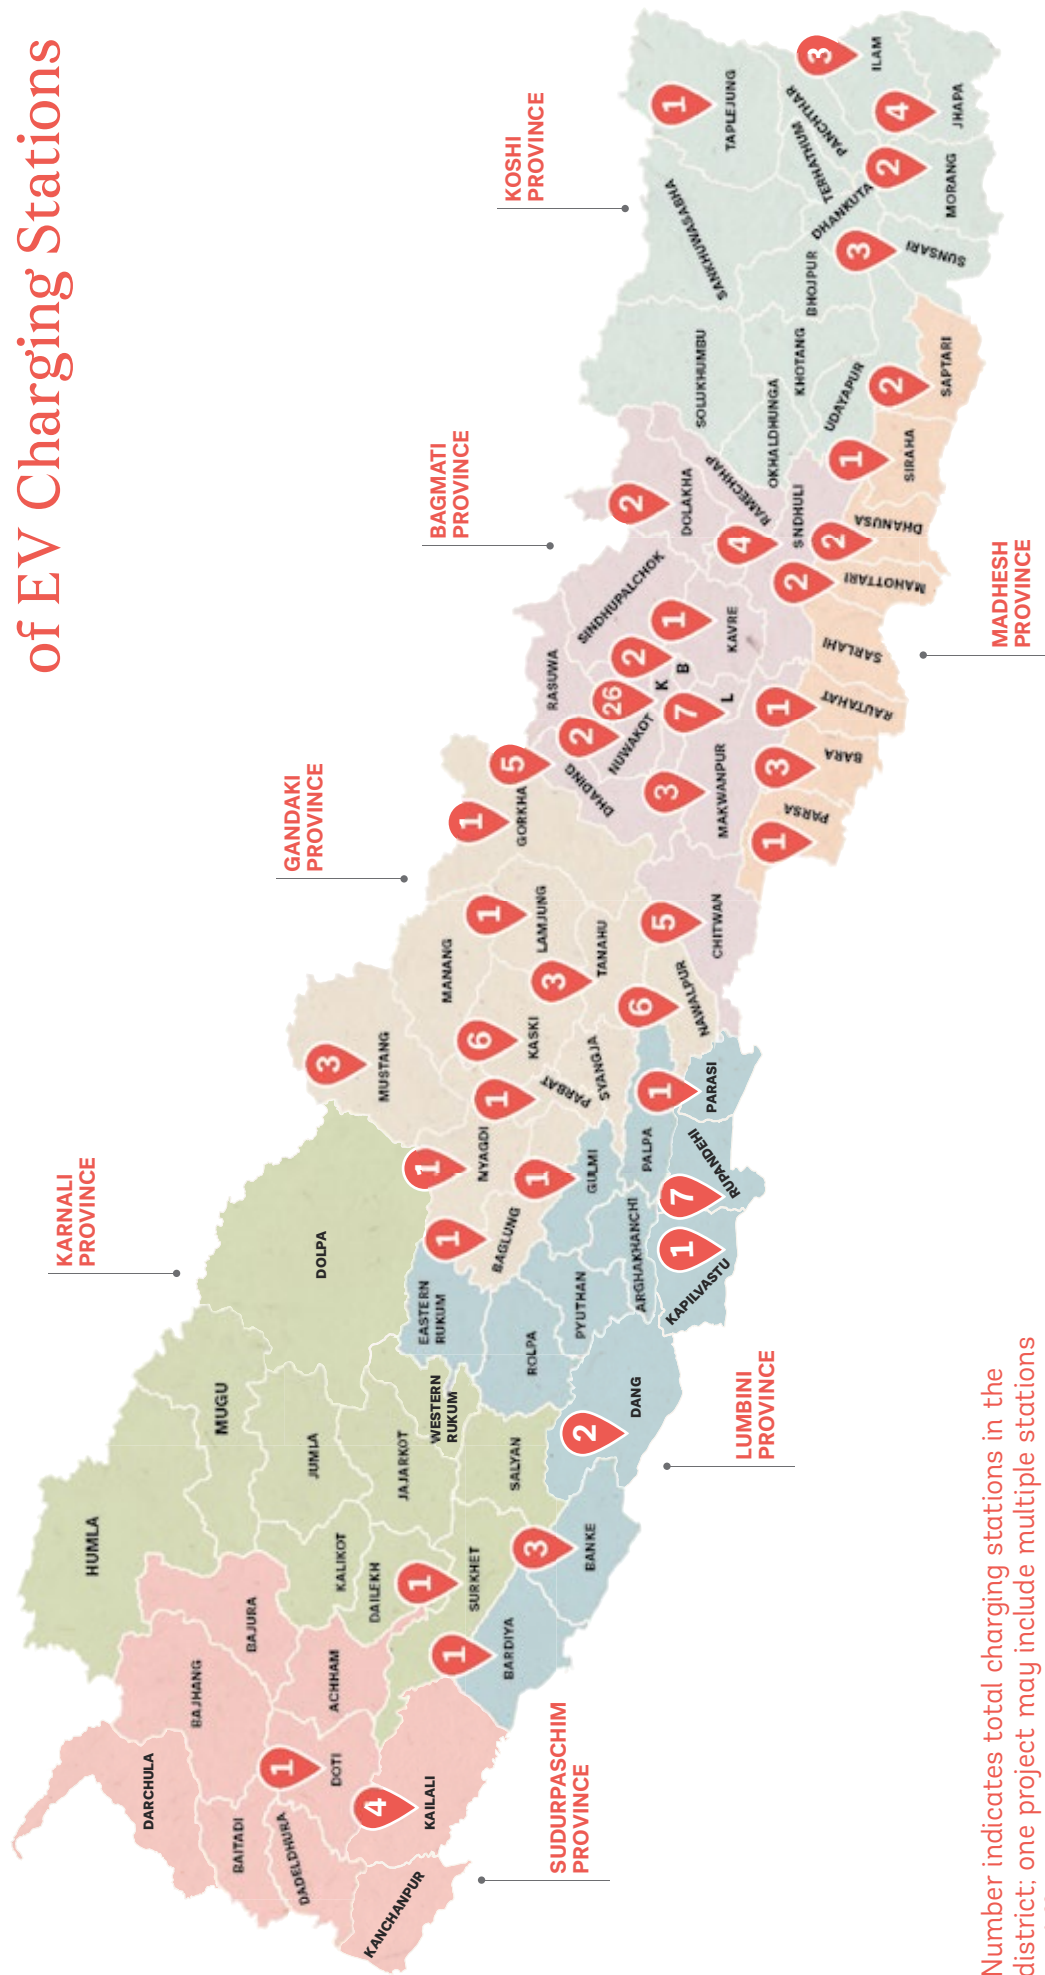 of EV Charging Stations
KARNALI
PROVINCE
GANDAKI
PROVINCE
BAGMATI
PROVINCE
KOSHI
PROVINCE
SUDURPASCHIM
PROVINCE
LUMBINI
PROVINCE
MADHESH
PROVINCE
DARCHULA
BAJHANG
BAJURA
BAITADI
DADELDHURA
DOTI
1
ACHHAM
KAILALI
4
KANCHANPUR
HUMLA
MUGU
DOLPA
JUMLA
KALIKOT
DAILEKH
JAJARKOT
WESTERN
RUKUM
SALYAN
SURKHET
1
BARDIYA
1
BANKE
3
DANG
2
EASTERN
RUKUM
ROLPA
PYUTHAN
GULMI
ARGHAKHANCHI
PALPA
KAPILVASTU
1
RUPANDEHI
7
PARASI
1
MUSTANG
3
MANANG
NYAGDI
1
BAGLUNG
1
1
PARBAT
1
KASKI
6
SYANGJA
LAMJUNG
1
TANAHU
3
GORKHA
1
NAWALPUR
6
CHITWAN
5
DHADING
5
NUWAKOT
2
RASUWA
26
K
2
B
7
L
SINDHUPALCHOK
KAVRE
1
MAKWANPUR
3
DOLAKHA
2
RAMECHHAP
4
SNDHULI
PARSA
1
BARA
3
RAUTAHAT
1
SARLAHI
MAHOTTARI
2
DHANUSA
2
SIRAHA
1
SAPTARI
2
SOLUKHUMBU
OKHALDHUNGA
KHOTANG
UDAYAPUR
SANKHUWASABHA
BHOJPUR
DHANKUTA
TERHATHUM
PANCHTHAR
TAPLEJUNG
1
ILAM
3
JHAPA
4
MORANG
2
SUNSARI
3
Number indicates total charging stations in the
district; one project may include multiple stations